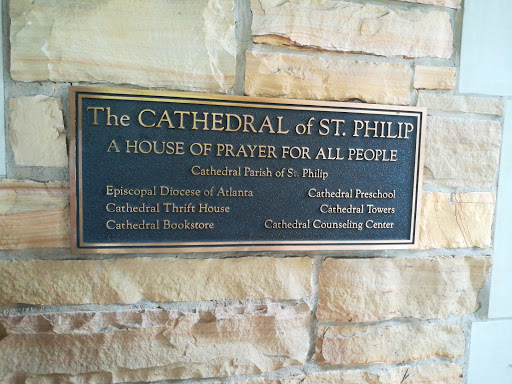 The CATHEDRAL of ST. PHILIP
A HOUSE OF PRAYER FOR ALL PEOPLE
Cathedral Parish of St. Philip
Episcopal Diocese of Atlanta Cathedral Preschool
Cathedral Thrift House Cathedral Towers
Cathedral Bookstore Cathedral Counseling Center